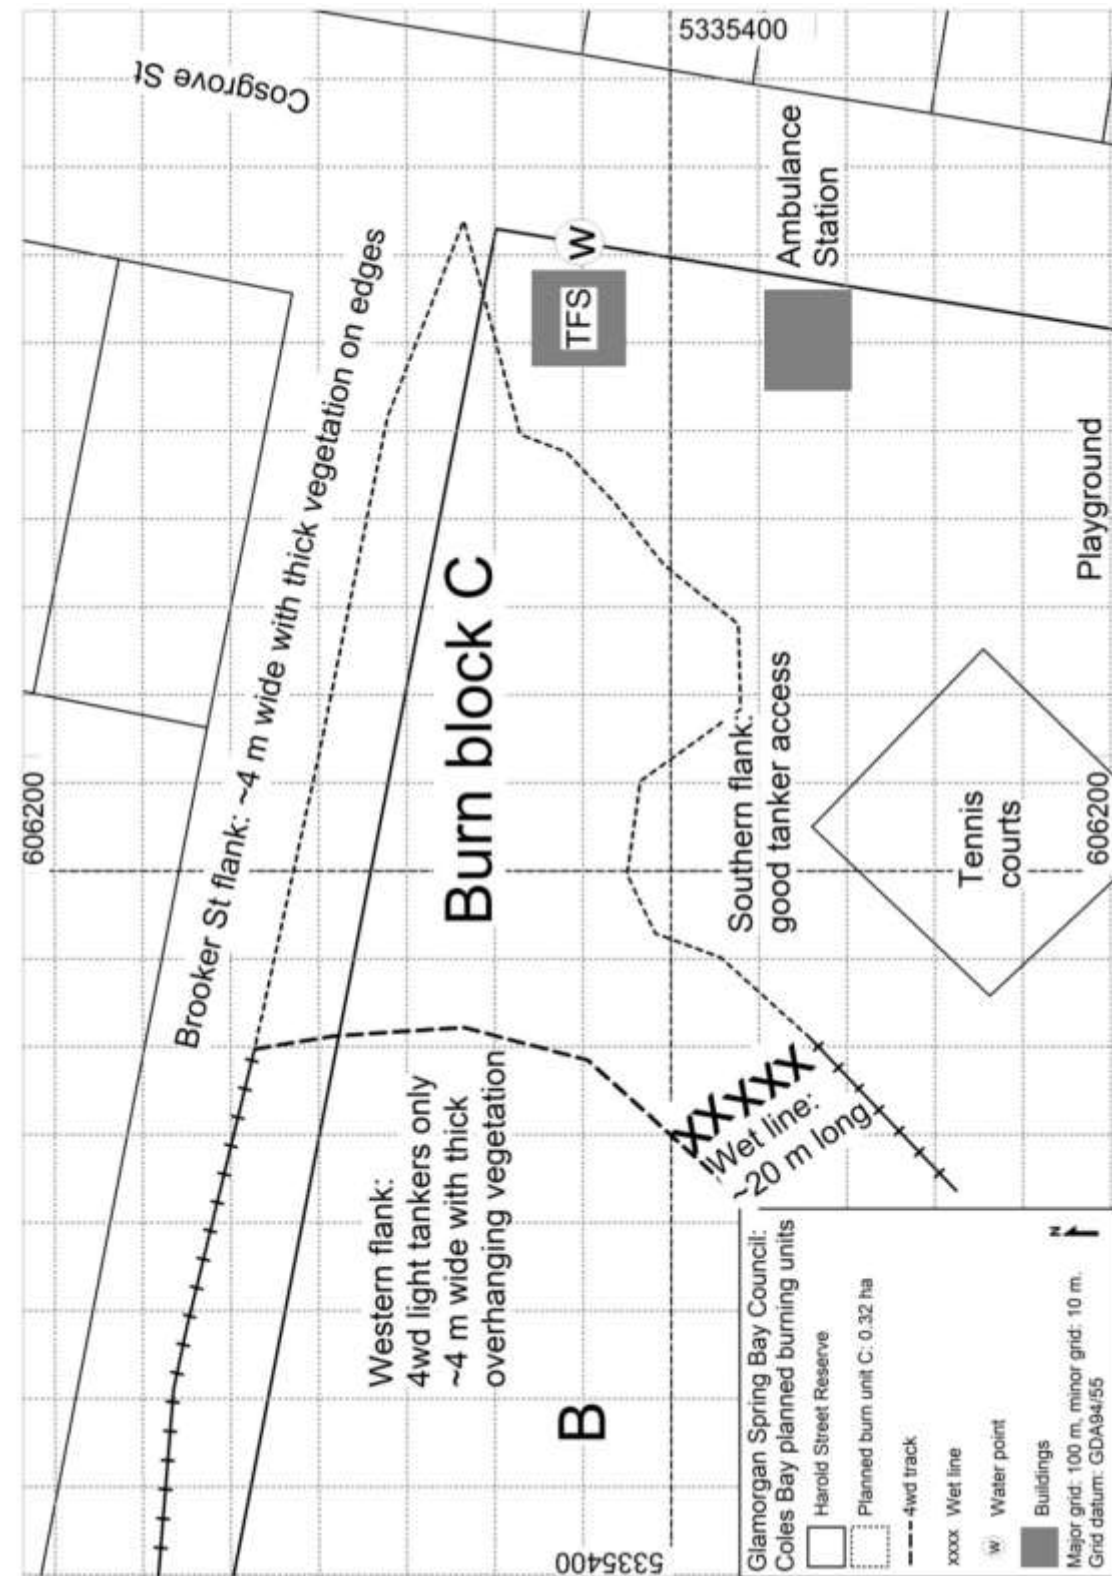 Cosgrove St
5335400
606200
Brooker St flank: ~4 m wide with thick vegetation on edges
W
TFS
Ambulance
Station
Burn block C
Playground
Western flank:
4wd light tankers only
~4 m wide with thick
overhanging vegetation
Southern flank:
good tanker access
Tennis
courts
606200
xxxxx
Wet line:
~20 m long
B
5335400
Glamorgan Spring Bay Council:
Coles Bay planned burning units
Harold Street Reserve
Planned burn unit C: 0.32 ha
4wd track
xxxx Wet line
W Water point
Buildings
N
Major grid: 100 m, minor grid: 10 m.
Grid datum: GDA94/55